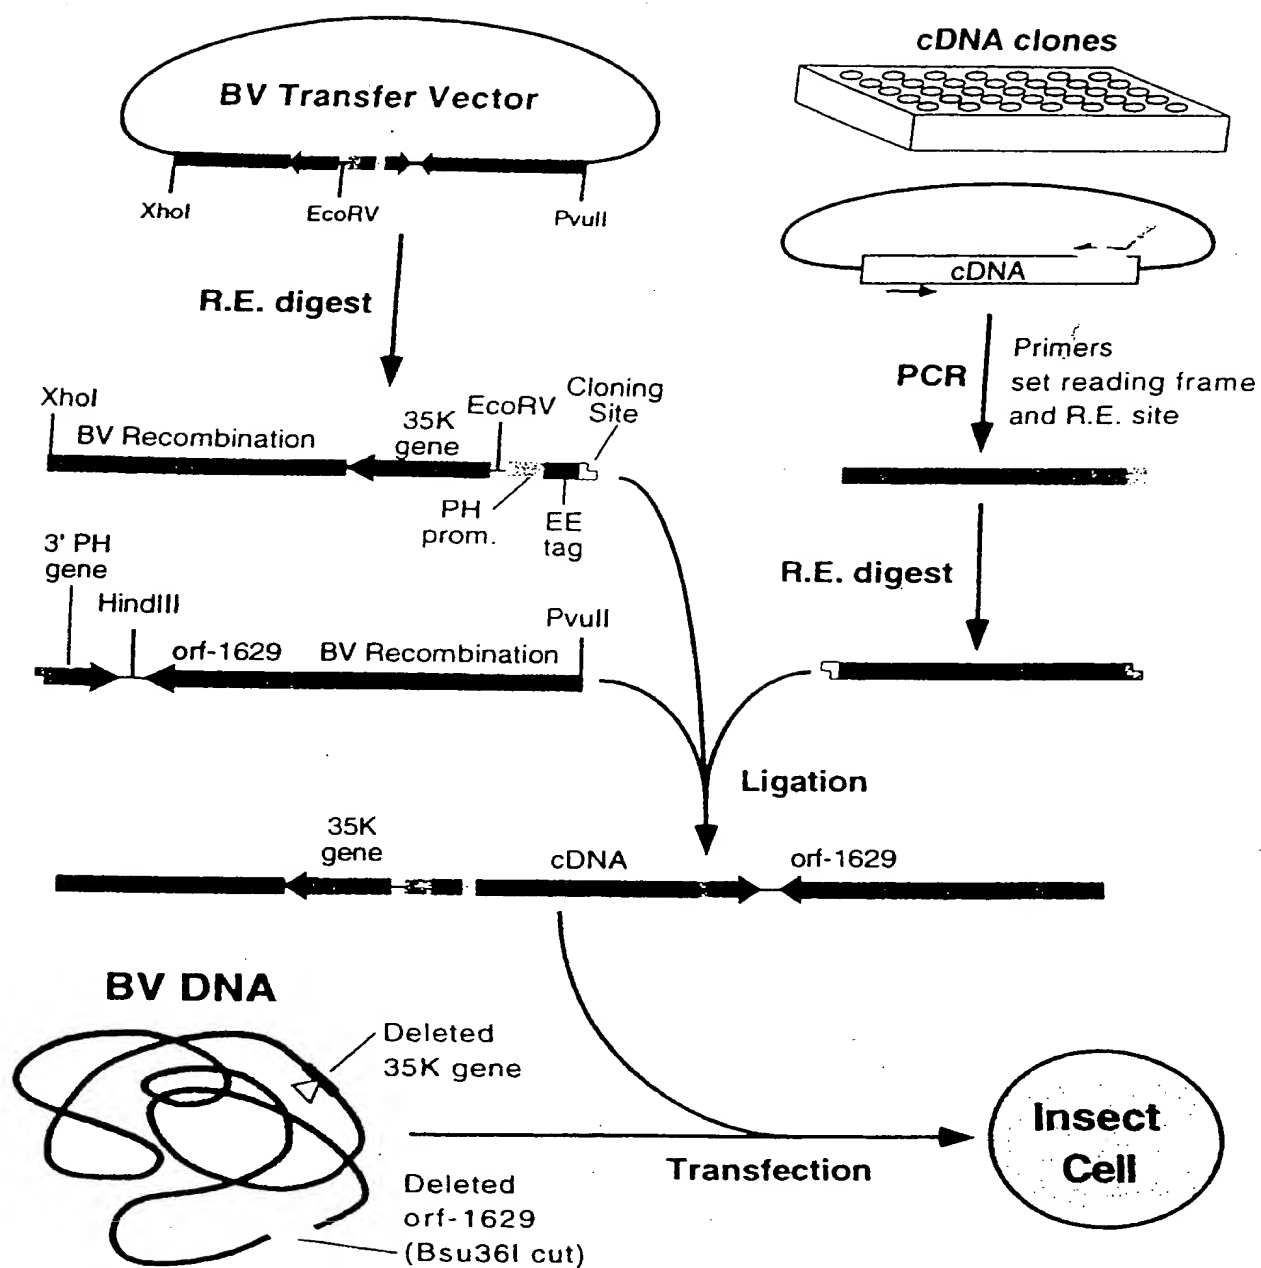 cDNA clones
BV Transfer Vector
XhoI
EcoRV
PvuII
cDNA
R.E. digest
PCR
Primers
set reading frame
and R.E. site
XhoI
BV Recombination
35K
gene
EcoRV
Cloning
Site
PH
prom.
EE
tag
3' PH
gene
HindIII
orf-1629
BV Recombination
PvuII
R.E. digest
Ligation
35K
gene
cDNA
orf-1629
BV DNA
Deleted
35K gene
Transfection
Insect
Cell
Deleted
orf-1629
(Bsu36I cut)